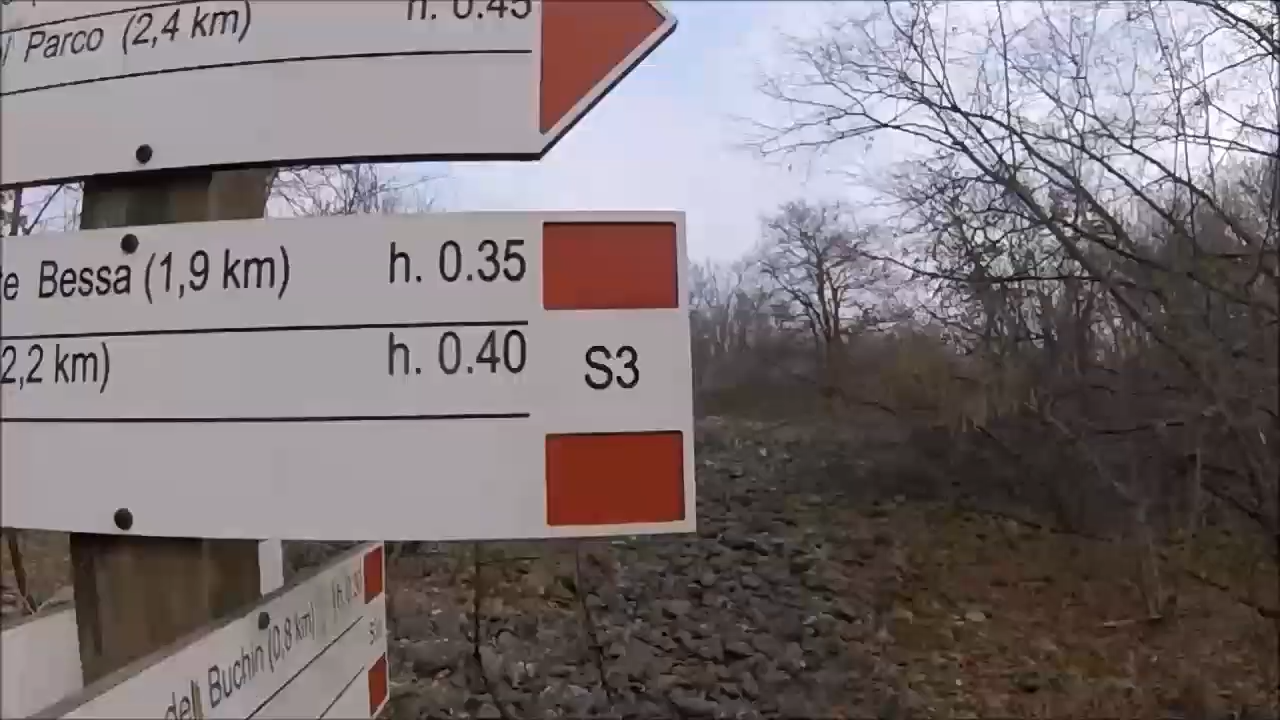 Parco (2,4 km) h. 0.45
e Bessa (1,9 km) h. 0.35
2,2 km) h. 0.40
S3
delli Buchin (0,8 km)